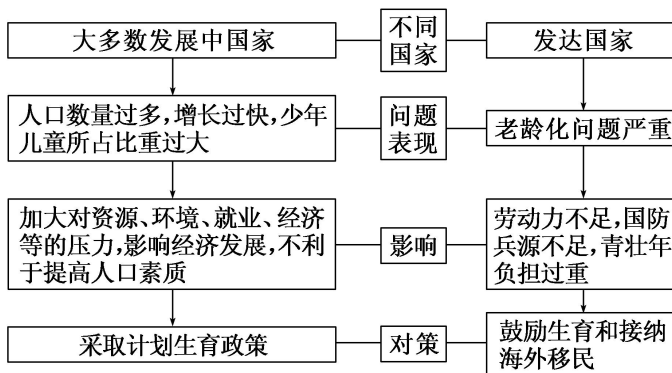 大多数发展中国家
不同
国家
发达国家
人口数量过多,增长过快,少年
儿童所占比重过大
问题
表现
老龄化问题严重
加大对资源、环境、就业、经济
等的压力,影响经济发展,不利
于提高人口素质
影响
劳动力不足,国防
兵源不足,青壮年
负担过重
采取计划生育政策
对策
鼓励生育和接纳
海外移民